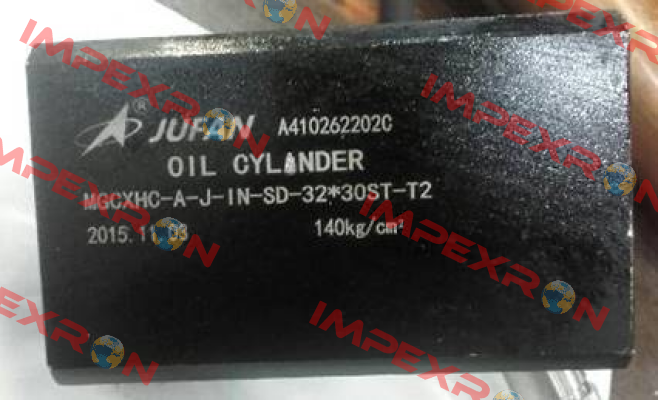 JUFAN® A410262202C
OIL CYLANDER
MGCXHC-A-J-IN-SD-32*30ST-T2
2015.11.03 140kg/cm²
IMPEXRON
IMPEXRON
IMPEXRON
IMPEXRON
IMPEXRON
IMPEXRON